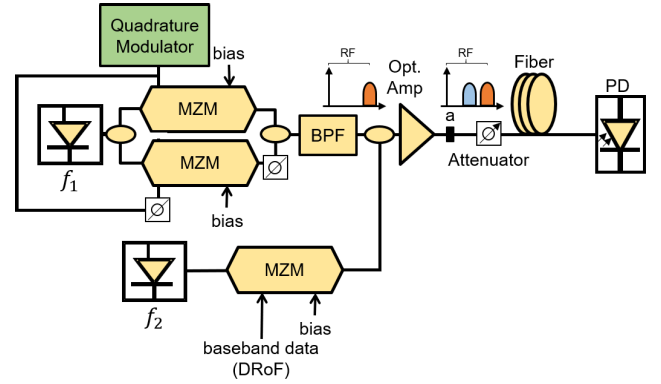 Quadrature
Modulator
bias
MZM
f₁
MZM
bias
BPF
RF
Opt.
Amp
RF
a
Attenuator
Fiber
PD
f₂
MZM
bias
baseband data
(DRoF)